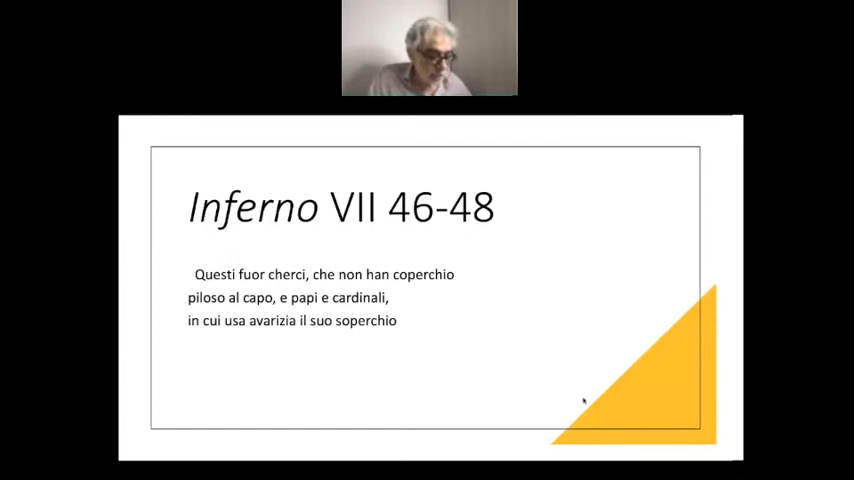 Inferno VII 46-48
Questi fuor cherci, che non han coperchio
piloso al capo, e papi e cardinali,
in cui usa avarizia il suo soperchio